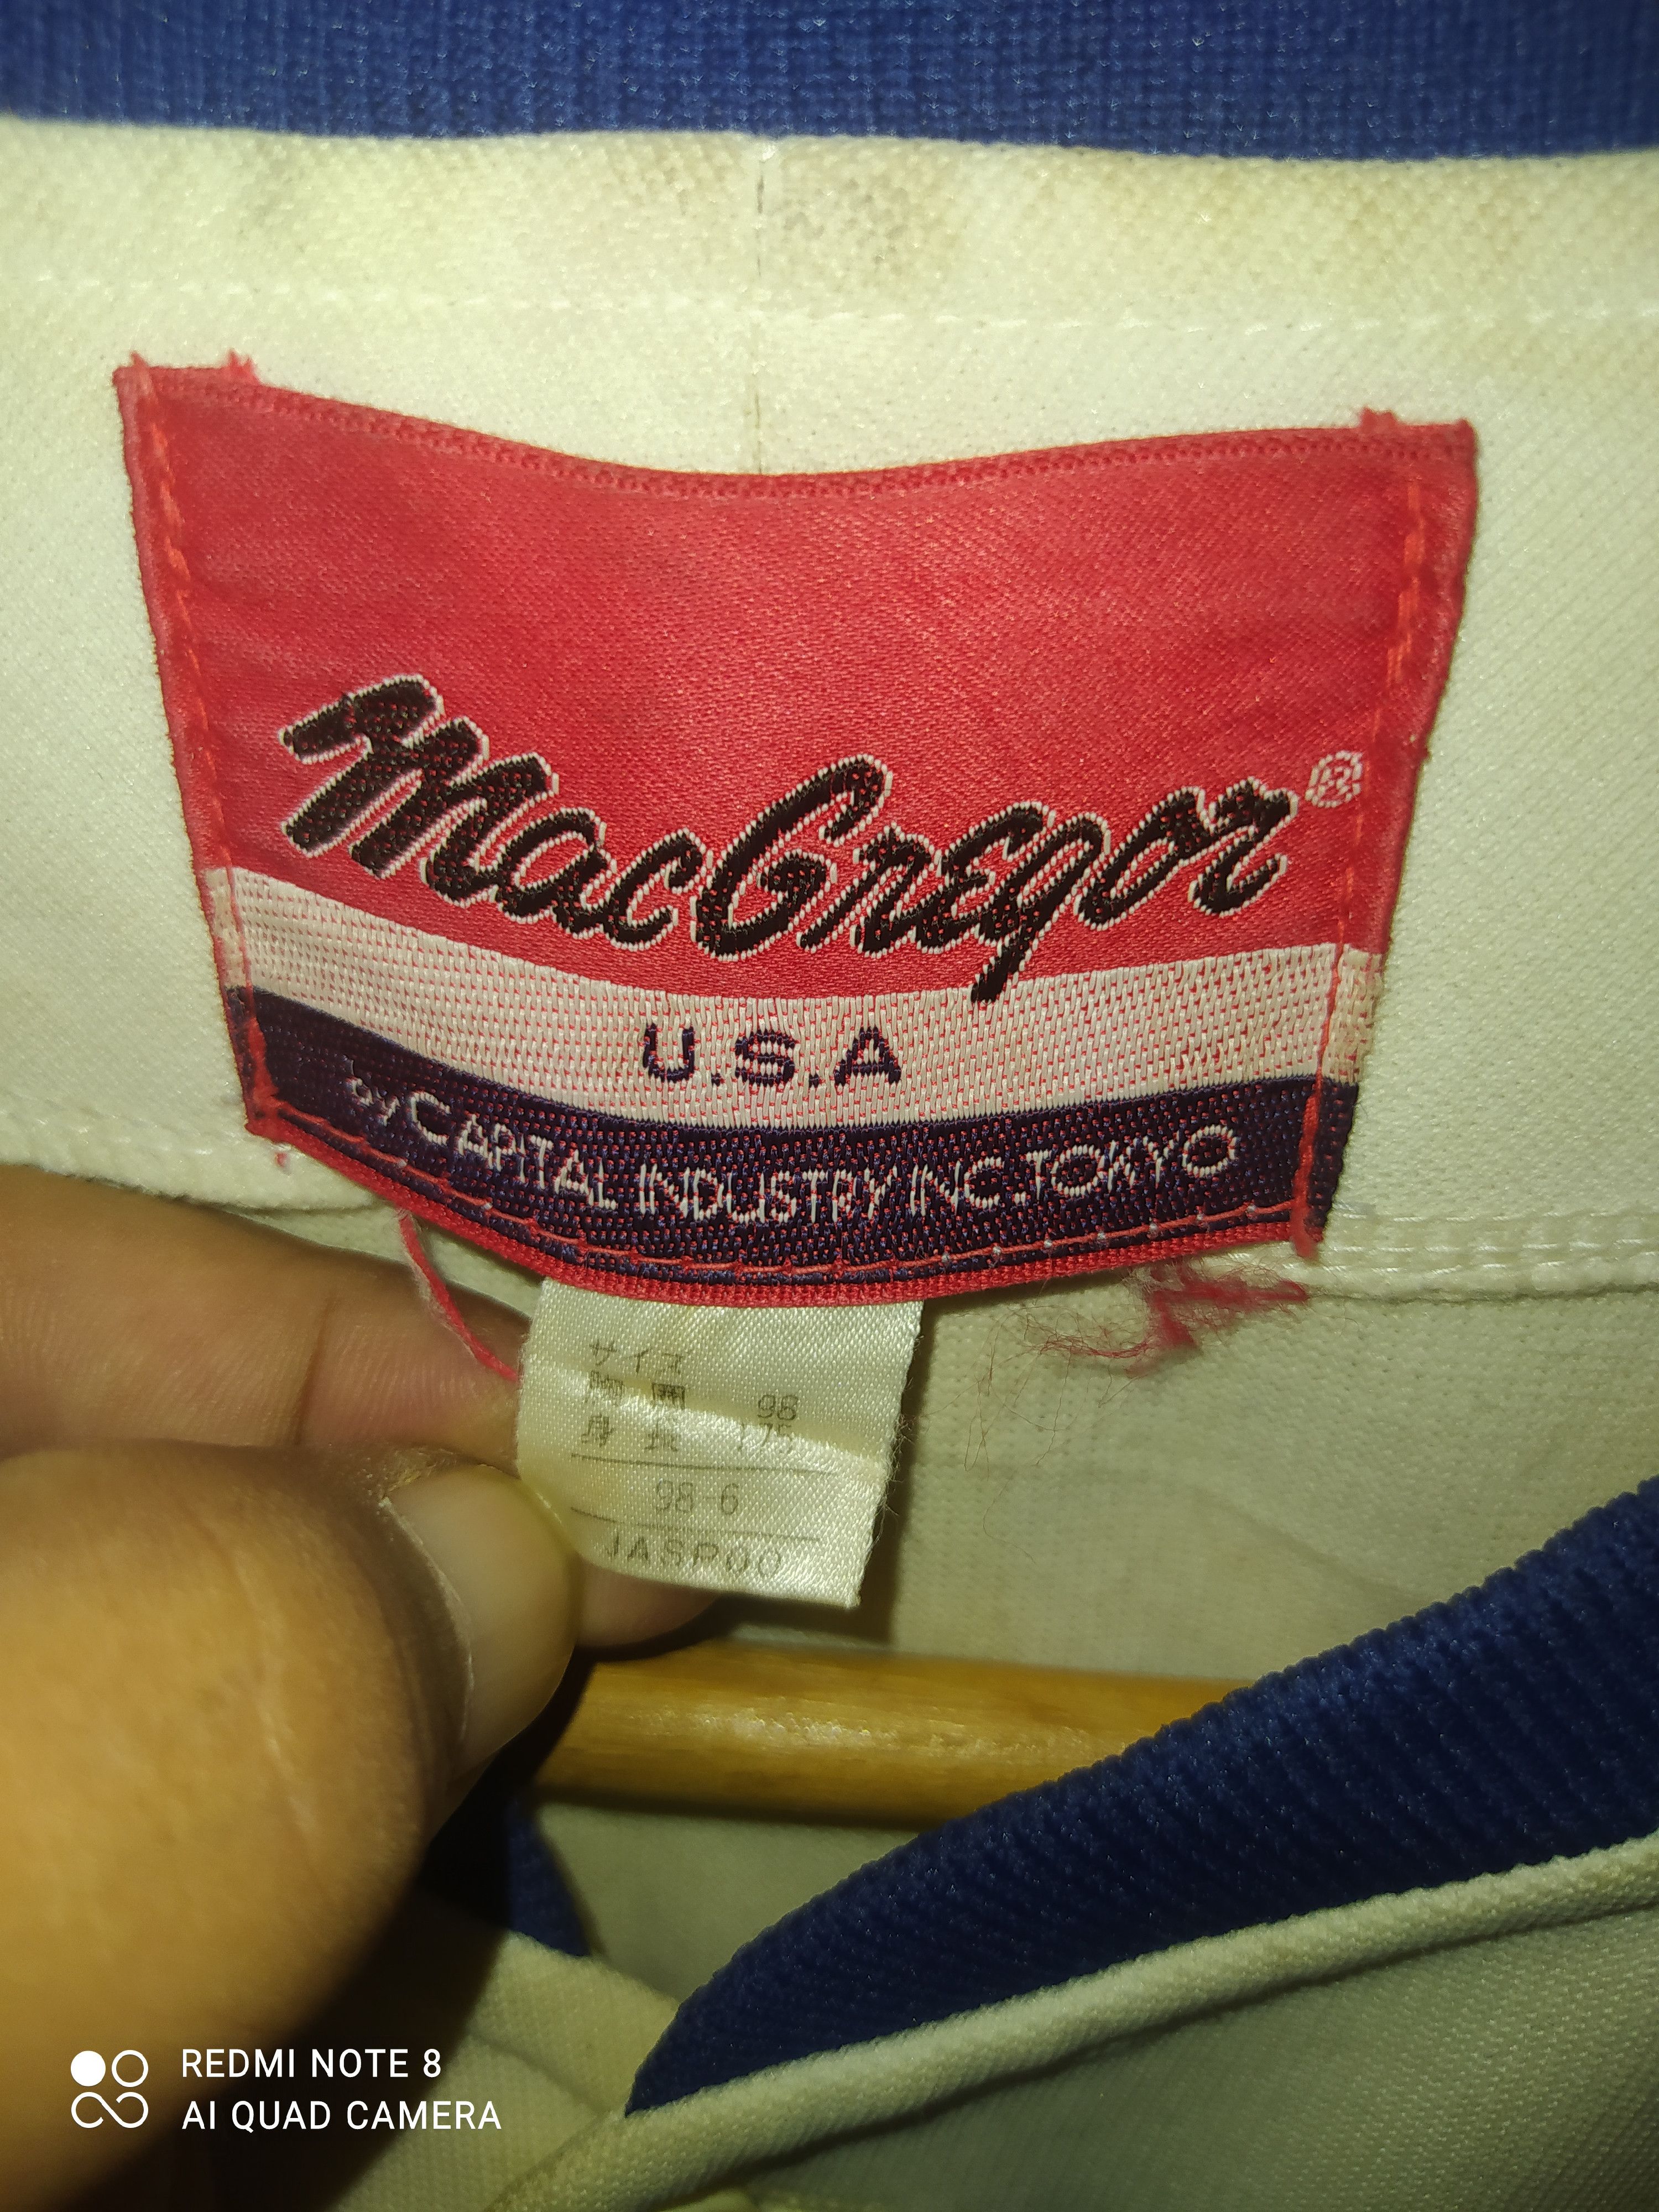 MacGregor®
U.S.A
by CAPITAL INDUSTRY INC. TOKYO
サイズ
胸囲 98
身長 175
98-6
JASP00
REDMI NOTE 8
AI QUAD CAMERA